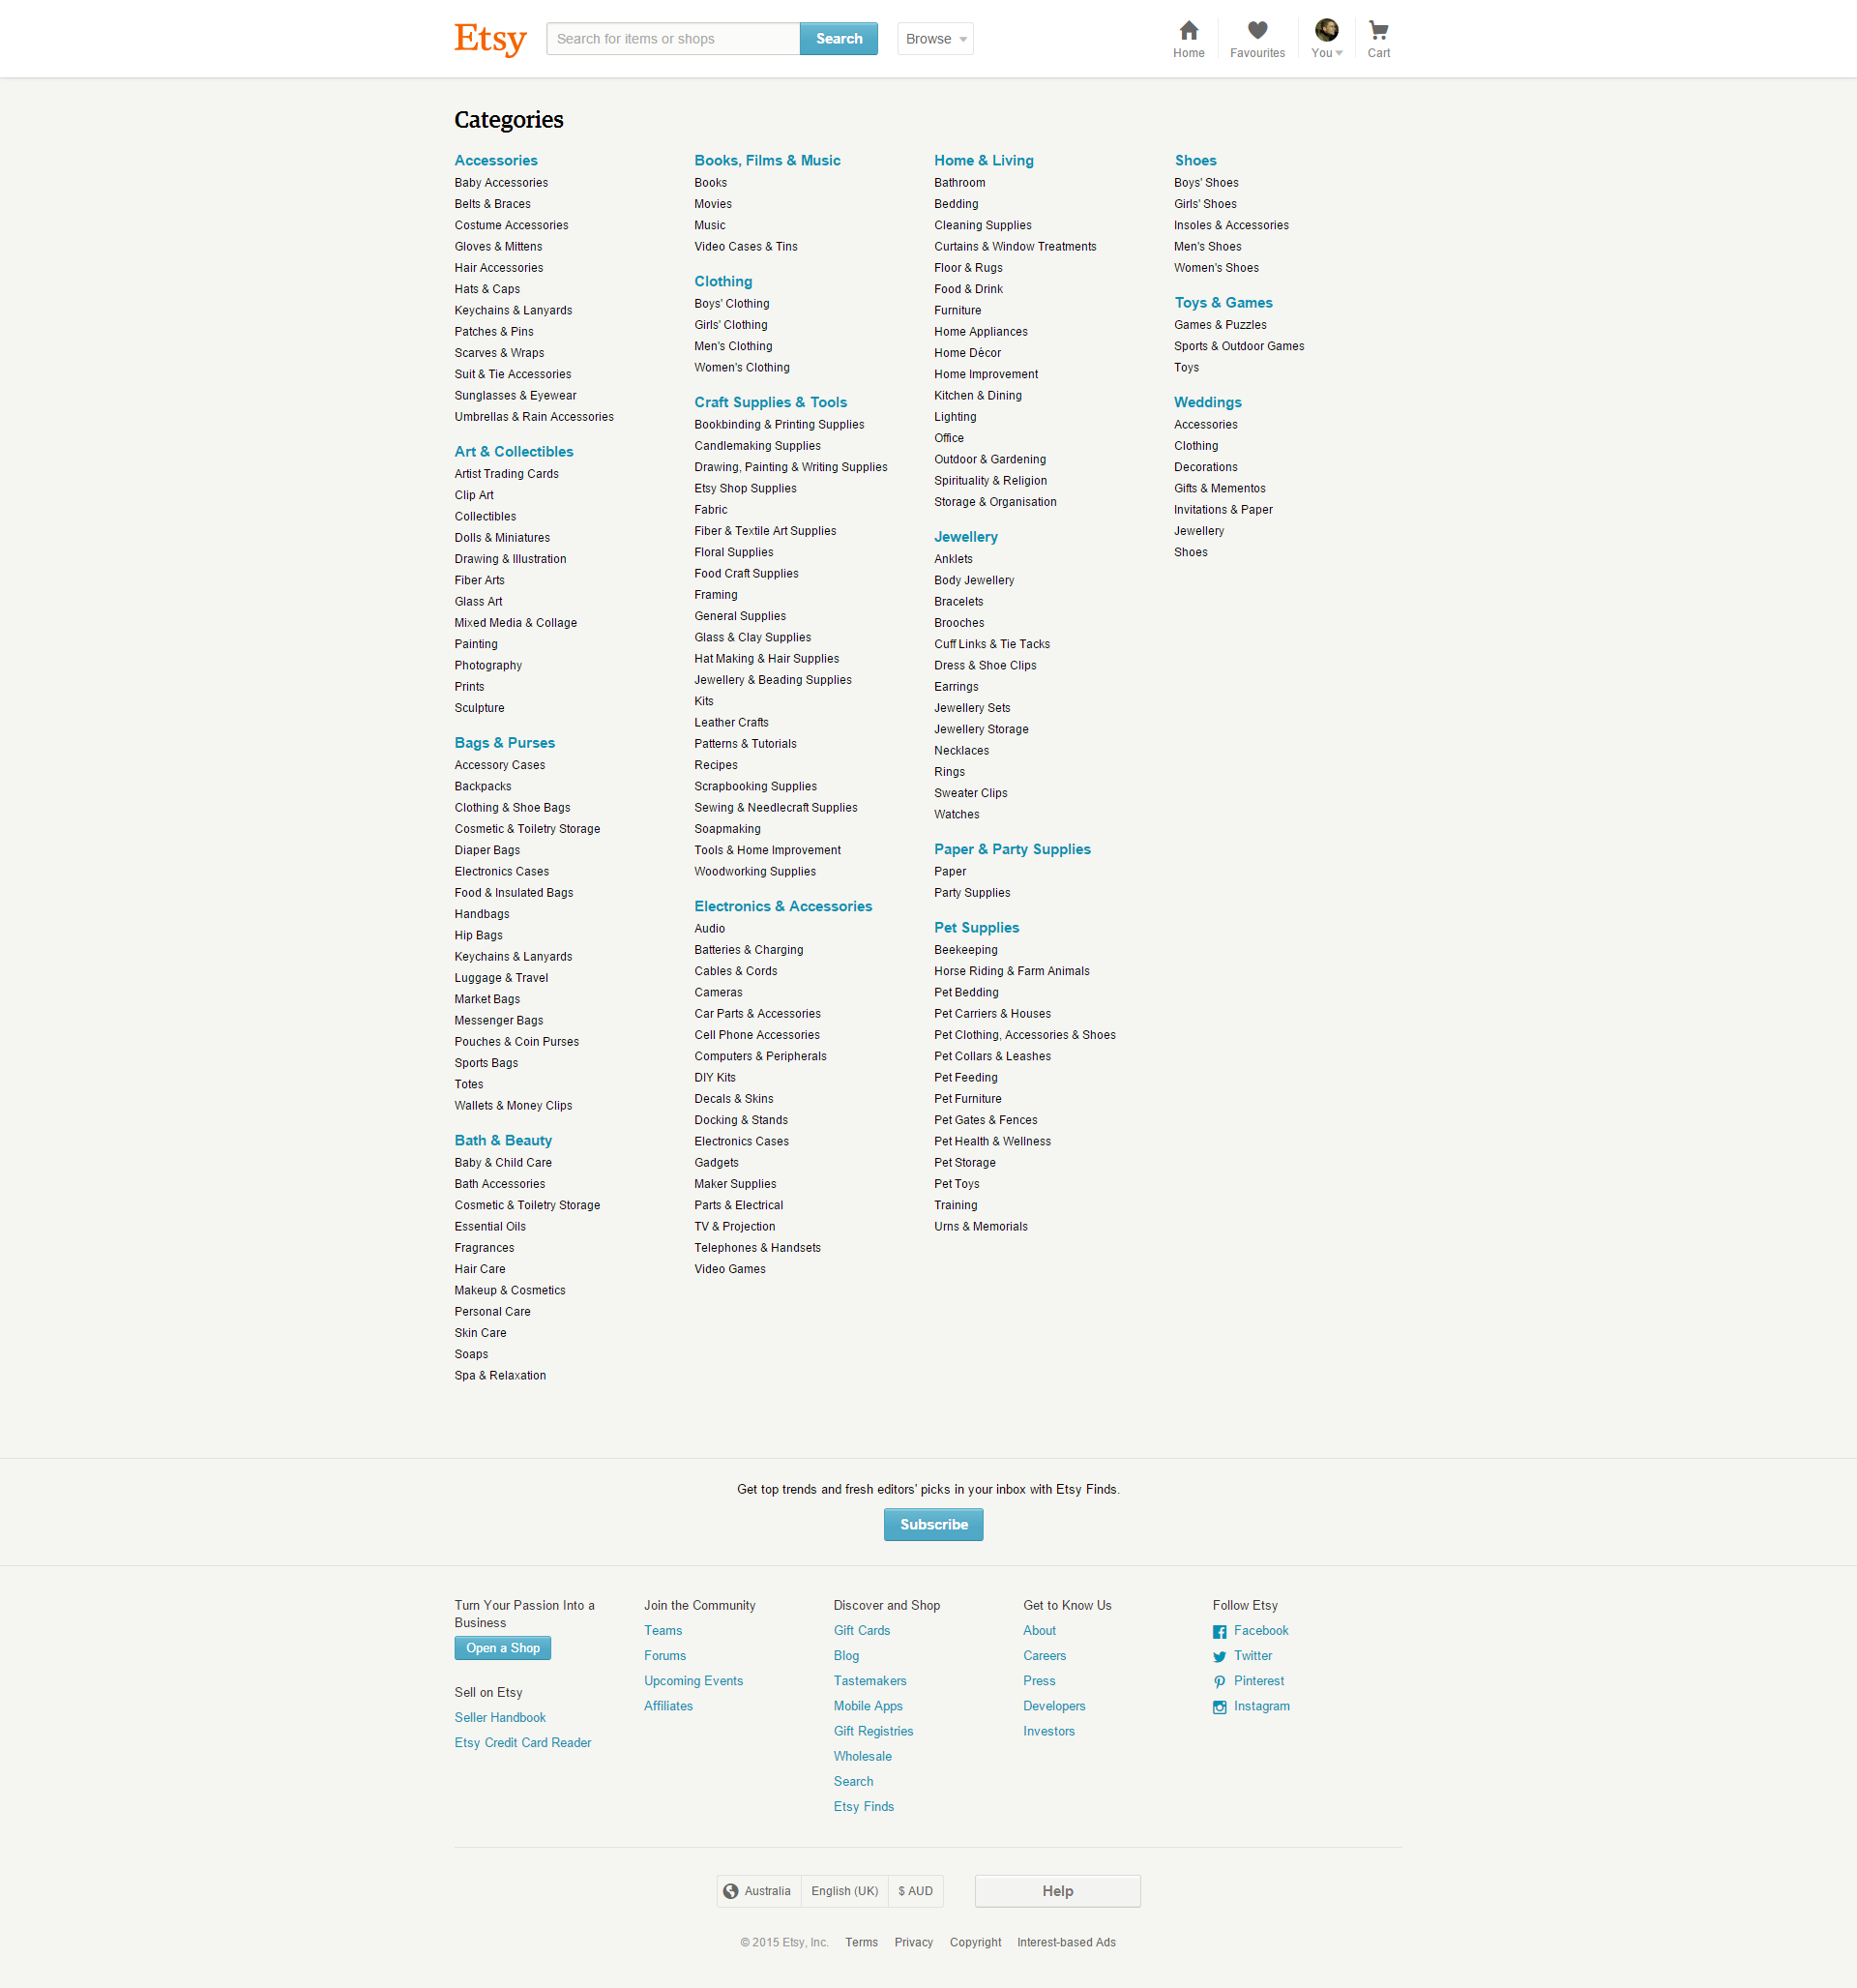 Etsy
Search for items or shops
Search
Browse
Home
Favourites
You
Cart
Categories
Accessories
Baby Accessories
Belts & Braces
Costume Accessories
Gloves & Mittens
Hair Accessories
Hats & Caps
Keychains & Lanyards
Patches & Pins
Scarves & Wraps
Suit & Tie Accessories
Sunglasses & Eyewear
Umbrellas & Rain Accessories
Art & Collectibles
Artist Trading Cards
Clip Art
Collectibles
Dolls & Miniatures
Drawing & Illustration
Fiber Arts
Glass Art
Mixed Media & Collage
Painting
Photography
Prints
Sculpture
Bags & Purses
Accessory Cases
Backpacks
Clothing & Shoe Bags
Cosmetic & Toiletry Storage
Diaper Bags
Electronics Cases
Food & Insulated Bags
Handbags
Hip Bags
Keychains & Lanyards
Luggage & Travel
Market Bags
Messenger Bags
Pouches & Coin Purses
Sports Bags
Totes
Wallets & Money Clips
Bath & Beauty
Baby & Child Care
Bath Accessories
Cosmetic & Toiletry Storage
Essential Oils
Fragrances
Hair Care
Makeup & Cosmetics
Personal Care
Skin Care
Soaps
Spa & Relaxation
Books, Films & Music
Books
Movies
Music
Video Cases & Tins
Clothing
Boys' Clothing
Girls' Clothing
Men's Clothing
Women's Clothing
Craft Supplies & Tools
Bookbinding & Printing Supplies
Candlemaking Supplies
Drawing, Painting & Writing Supplies
Etsy Shop Supplies
Fabric
Fiber & Textile Art Supplies
Floral Supplies
Food Craft Supplies
Framing
General Supplies
Glass & Clay Supplies
Hat Making & Hair Supplies
Jewellery & Beading Supplies
Kits
Leather Crafts
Patterns & Tutorials
Recipes
Scrapbooking Supplies
Sewing & Needlecraft Supplies
Soapmaking
Tools & Home Improvement
Woodworking Supplies
Electronics & Accessories
Audio
Batteries & Charging
Cables & Cords
Cameras
Car Parts & Accessories
Cell Phone Accessories
Computers & Peripherals
DIY Kits
Decals & Skins
Docking & Stands
Electronics Cases
Gadgets
Maker Supplies
Parts & Electrical
TV & Projection
Telephones & Handsets
Video Games
Home & Living
Bathroom
Bedding
Cleaning Supplies
Curtains & Window Treatments
Floor & Rugs
Food & Drink
Furniture
Home Appliances
Home Décor
Home Improvement
Kitchen & Dining
Lighting
Office
Outdoor & Gardening
Spirituality & Religion
Storage & Organisation
Jewellery
Anklets
Body Jewellery
Bracelets
Brooches
Cuff Links & Tie Tacks
Dress & Shoe Clips
Earrings
Jewellery Sets
Jewellery Storage
Necklaces
Rings
Sweater Clips
Watches
Paper & Party Supplies
Paper
Party Supplies
Pet Supplies
Beekeeping
Horse Riding & Farm Animals
Pet Bedding
Pet Carriers & Houses
Pet Clothing, Accessories & Shoes
Pet Collars & Leashes
Pet Feeding
Pet Furniture
Pet Gates & Fences
Pet Health & Wellness
Pet Storage
Pet Toys
Training
Urns & Memorials
Shoes
Boys' Shoes
Girls' Shoes
Insoles & Accessories
Men's Shoes
Women's Shoes
Toys & Games
Games & Puzzles
Sports & Outdoor Games
Toys
Weddings
Accessories
Clothing
Decorations
Gifts & Mementos
Invitations & Paper
Jewellery
Shoes
Get top trends and fresh editors' picks in your inbox with Etsy Finds.
Subscribe
Turn Your Passion Into a
Business
Open a Shop
Sell on Etsy
Seller Handbook
Etsy Credit Card Reader
Join the Community
Teams
Forums
Upcoming Events
Affiliates
Discover and Shop
Gift Cards
Blog
Tastemakers
Mobile Apps
Gift Registries
Wholesale
Search
Etsy Finds
Get to Know Us
About
Careers
Press
Developers
Investors
Follow Etsy
Facebook
Twitter
Pinterest
Instagram
Australia
English (UK)
$ AUD
Help
© 2015 Etsy, Inc. Terms Privacy Copyright Interest-based Ads